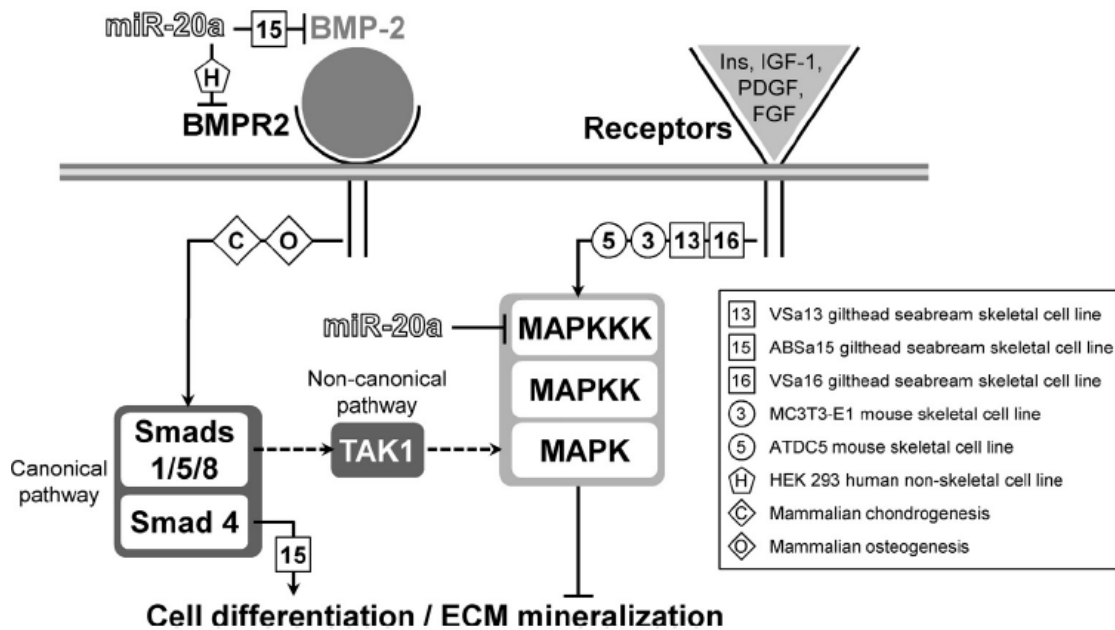 miR-20a
15
BMP-2
H
BMPR2
Ins, IGF-1,
PDGF,
FGF
Receptors
C
O
5
3
13
16
miR-20a
MAPKKK
MAPKK
MAPK
Non-canonical
pathway
TAK1
Canonical
pathway
Smads
1/5/8
Smad 4
15
Cell differentiation / ECM mineralization
13 VSa13 gilthead seabream skeletal cell line
15 ABSa15 gilthead seabream skeletal cell line
16 VSa16 gilthead seabream skeletal cell line
3 MC3T3-E1 mouse skeletal cell line
5 ATDC5 mouse skeletal cell line
H HEK 293 human non-skeletal cell line
C Mammalian chondrogenesis
O Mammalian osteogenesis